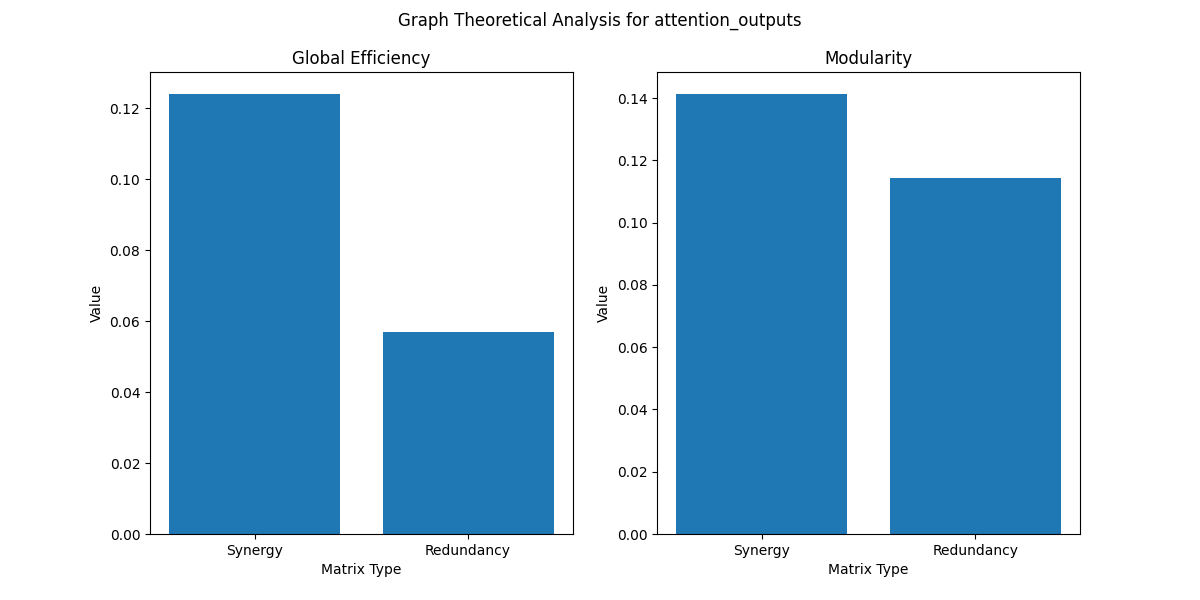 Graph Theoretical Analysis for attention_outputs
Global Efficiency
0.12
0.10
0.08
0.06
0.04
0.02
0.00
Value
Synergy
Redundancy
Matrix Type
Modularity
0.14
0.12
0.10
0.08
0.06
0.04
0.02
0.00
Value
Synergy
Redundancy
Matrix Type